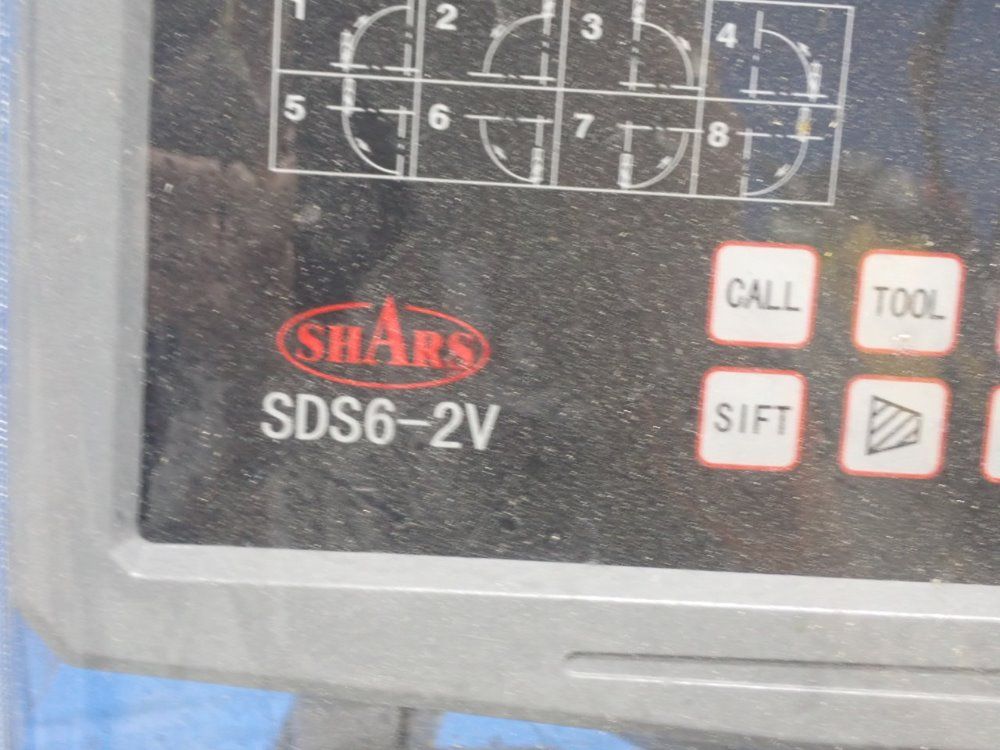 1 2 3 4
5 6 7 8
CALL TOOL
SHARS
SDS6-2V
SIFT